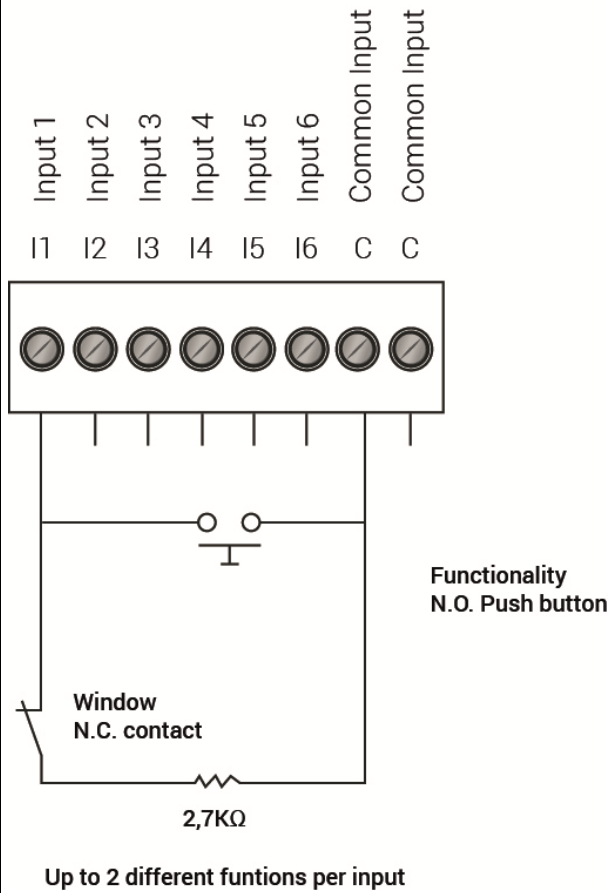 Input 1
Input 2
Input 3
Input 4
Input 5
Input 6
Common Input
Common Input
I1
I2
I3
I4
I5
I6
C
C
Functionality
N.O. Push button
Window
N.C. contact
2,7KΩ
Up to 2 different funtions per input